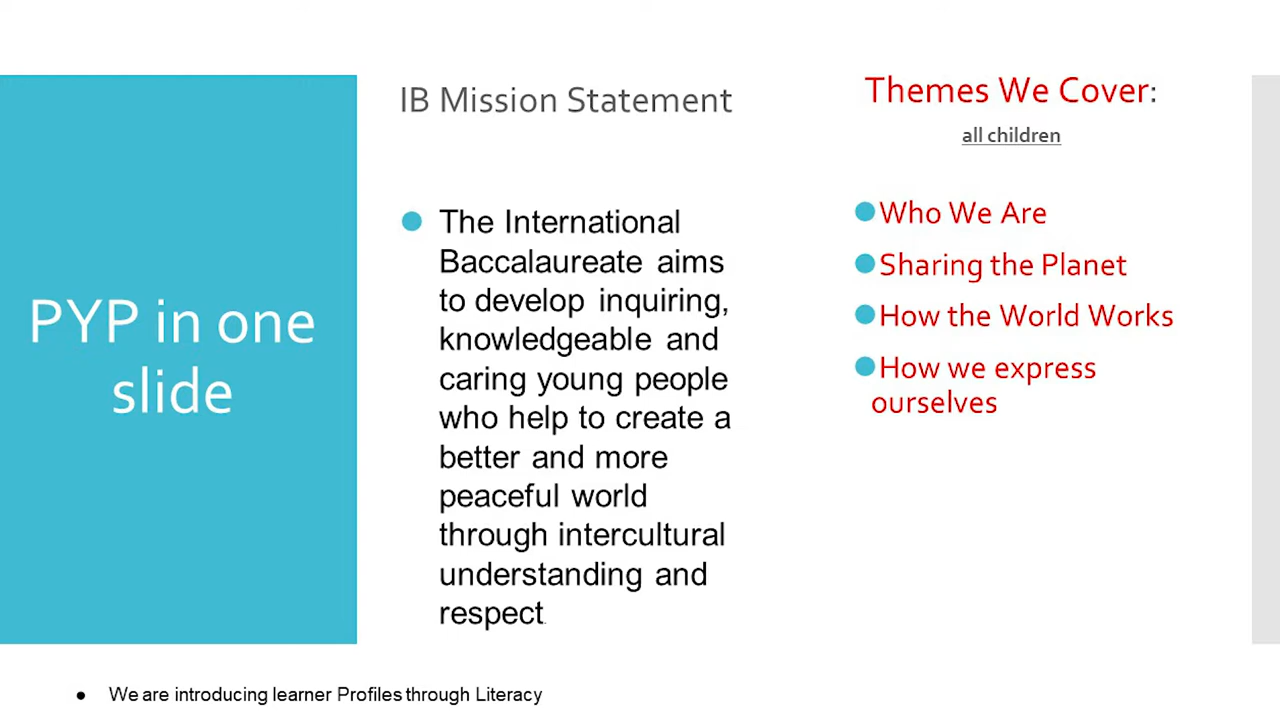 PYP in one
slide
IB Mission Statement
The International
Baccalaureate aims
to develop inquiring,
knowledgeable and
caring young people
who help to create a
better and more
peaceful world
through intercultural
understanding and
respect.
Themes We Cover:
all children
Who We Are
Sharing the Planet
How the World Works
How we express
ourselves
We are introducing learner Profiles through Literacy